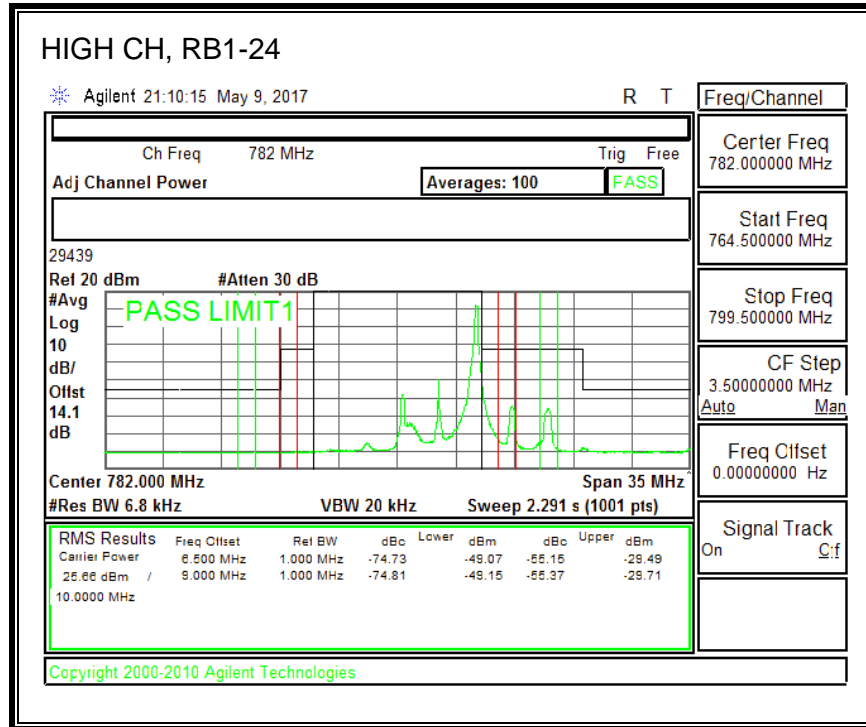 HIGH CH, RB1-24
Agilent 21:10:15 May 9, 2017 R T
Freq/Channel
Ch Freq 782 MHz Trig Free
Adj Channel Power Averages: 100 PASS
Center Freq
782.000000 MHz
Start Freq
764.500000 MHz
29439
Ref 20 dBm #Atten 30 dB
#Avg
Log
10
dB/
Offst
14.1
dB
PASS LIMIT1
Stop Freq
799.500000 MHz
CF Step
3.50000000 MHz
Auto Man
Freq Offset
0.00000000 Hz
Center 782.000 MHz Span 35 MHz
#Res BW 6.8 kHz VBW 20 kHz Sweep 2.291 s (1001 pts)
Signal Track
On Off
RMS Results Freq Offset Ref BW dBc Lower dBm dBc Upper dBm
Carrier Power 6.500 MHz 1.000 MHz -74.73 -49.07 -55.15 -29.49
25.66 dBm / 9.000 MHz 1.000 MHz -74.81 -49.15 -55.37 -29.71
10.0000 MHz
Copyright 2000-2010 Agilent Technologies